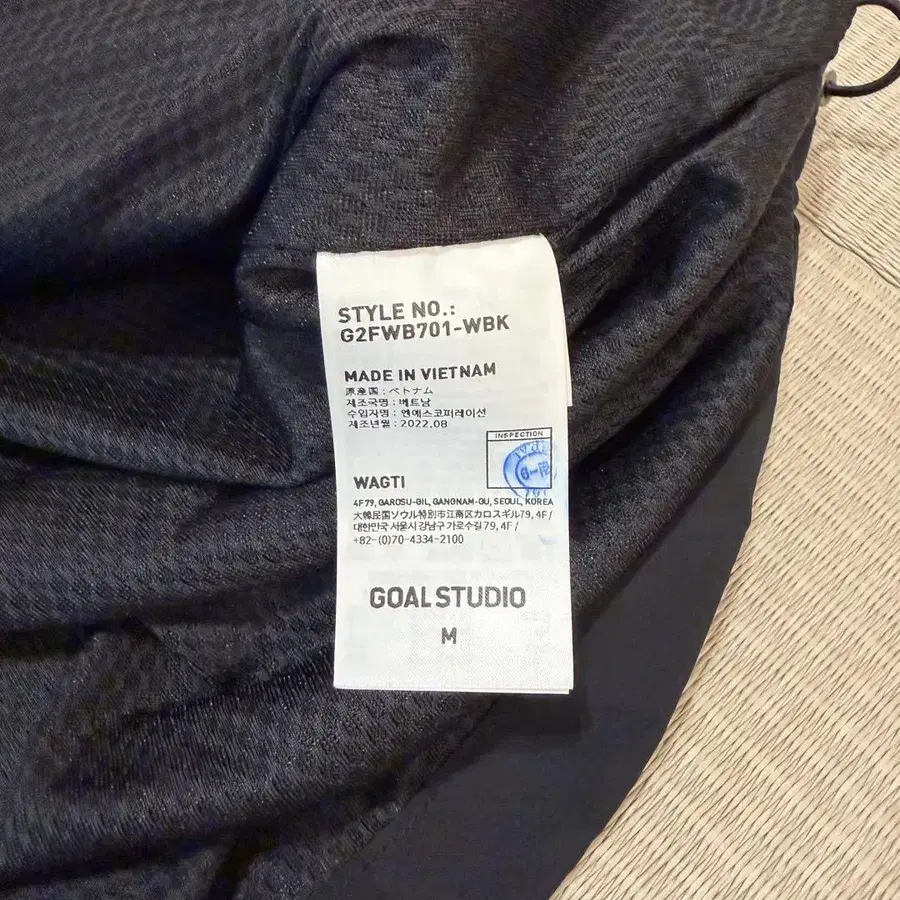 STYLE NO.:
G2FWB701-WBK
MADE IN VIETNAM
原産国 : ベトナム
제조국명 : 베트남
수입자명 : 엔에스코퍼레이션
제조년월 : 2022.08
INSPECTION
WAGTI
4F 79, GAROSU-GIL, GANGNAM-GU, SEOUL, KOREA
大韓民国ソウル特別市江南区カロスギル79, 4F /
대한민국 서울시 강남구 가로수길 79, 4F /
+82-(0)70-4334-2100
GOALSTUDIO
M